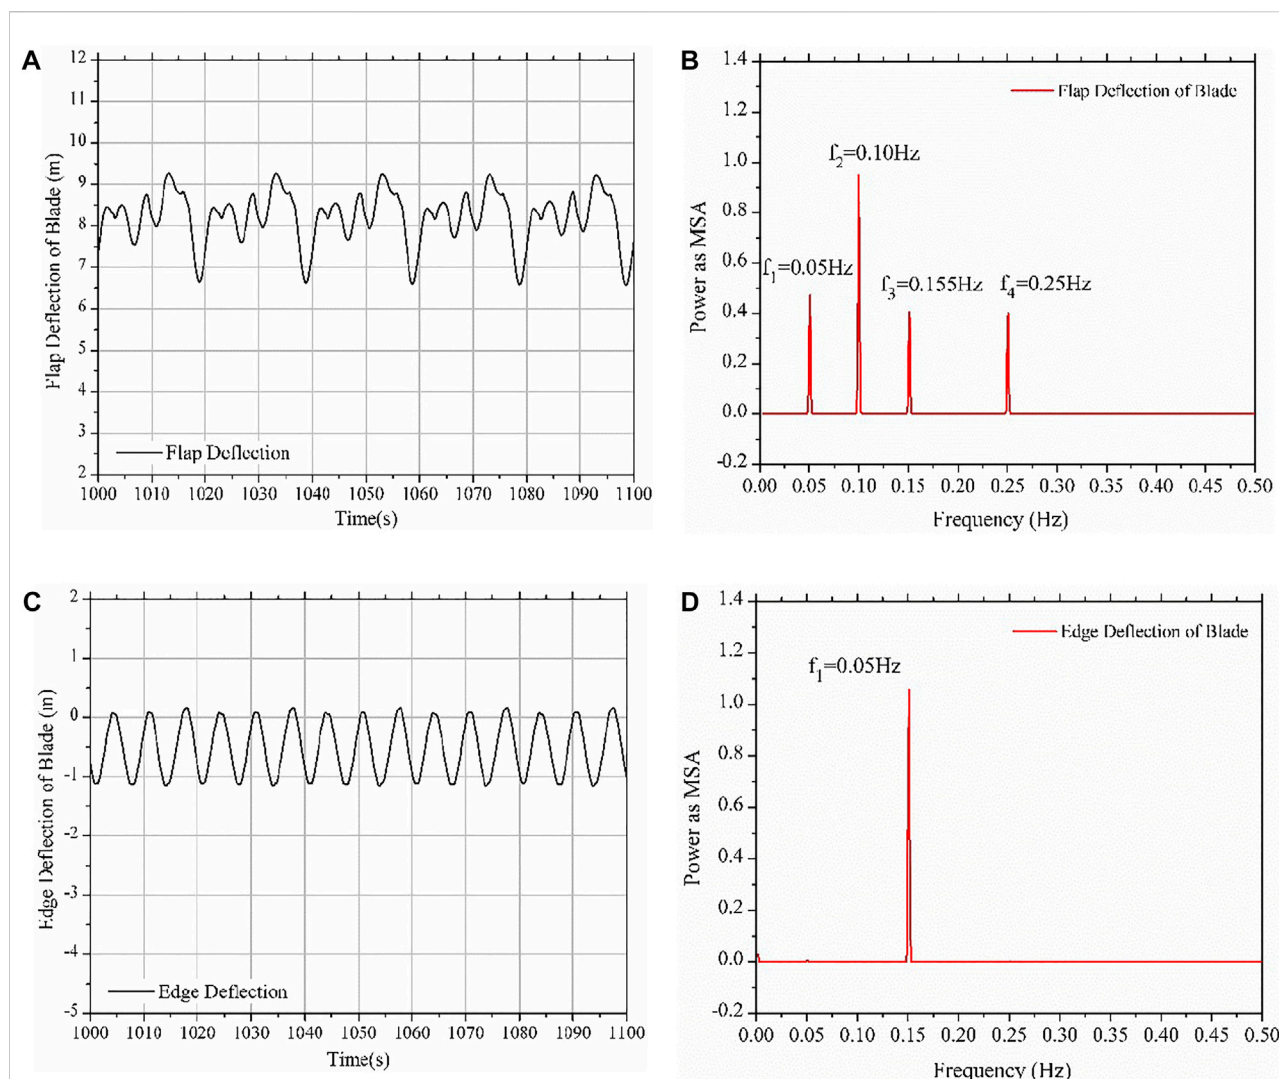 A
12
11
10
9
8
7
6
5
4
3
2
Flap Deflection of Blade (m)
Flap Deflection
1000 1010 1020 1030 1040 1050 1060 1070 1080 1090 1100
Time(s)
B
1.4
1.2
1.0
0.8
0.6
0.4
0.2
0.0
-0.2
Power as MSA
Flap Deflection of Blade
f2=0.10Hz
f1=0.05Hz
f3=0.155Hz
f4=0.25Hz
0.00 0.05 0.10 0.15 0.20 0.25 0.30 0.35 0.40 0.45 0.50
Frequency (Hz)
C
2
1
0
-1
-2
-3
-4
-5
Edge Deflection of Blade (m)
Edge Deflection
1000 1010 1020 1030 1040 1050 1060 1070 1080 1090 1100
Time(s)
D
1.4
1.2
1.0
0.8
0.6
0.4
0.2
0.0
-0.2
Power as MSA
Edge Deflection of Blade
f1=0.05Hz
0.00 0.05 0.10 0.15 0.20 0.25 0.30 0.35 0.40 0.45 0.50
Frequency (Hz)